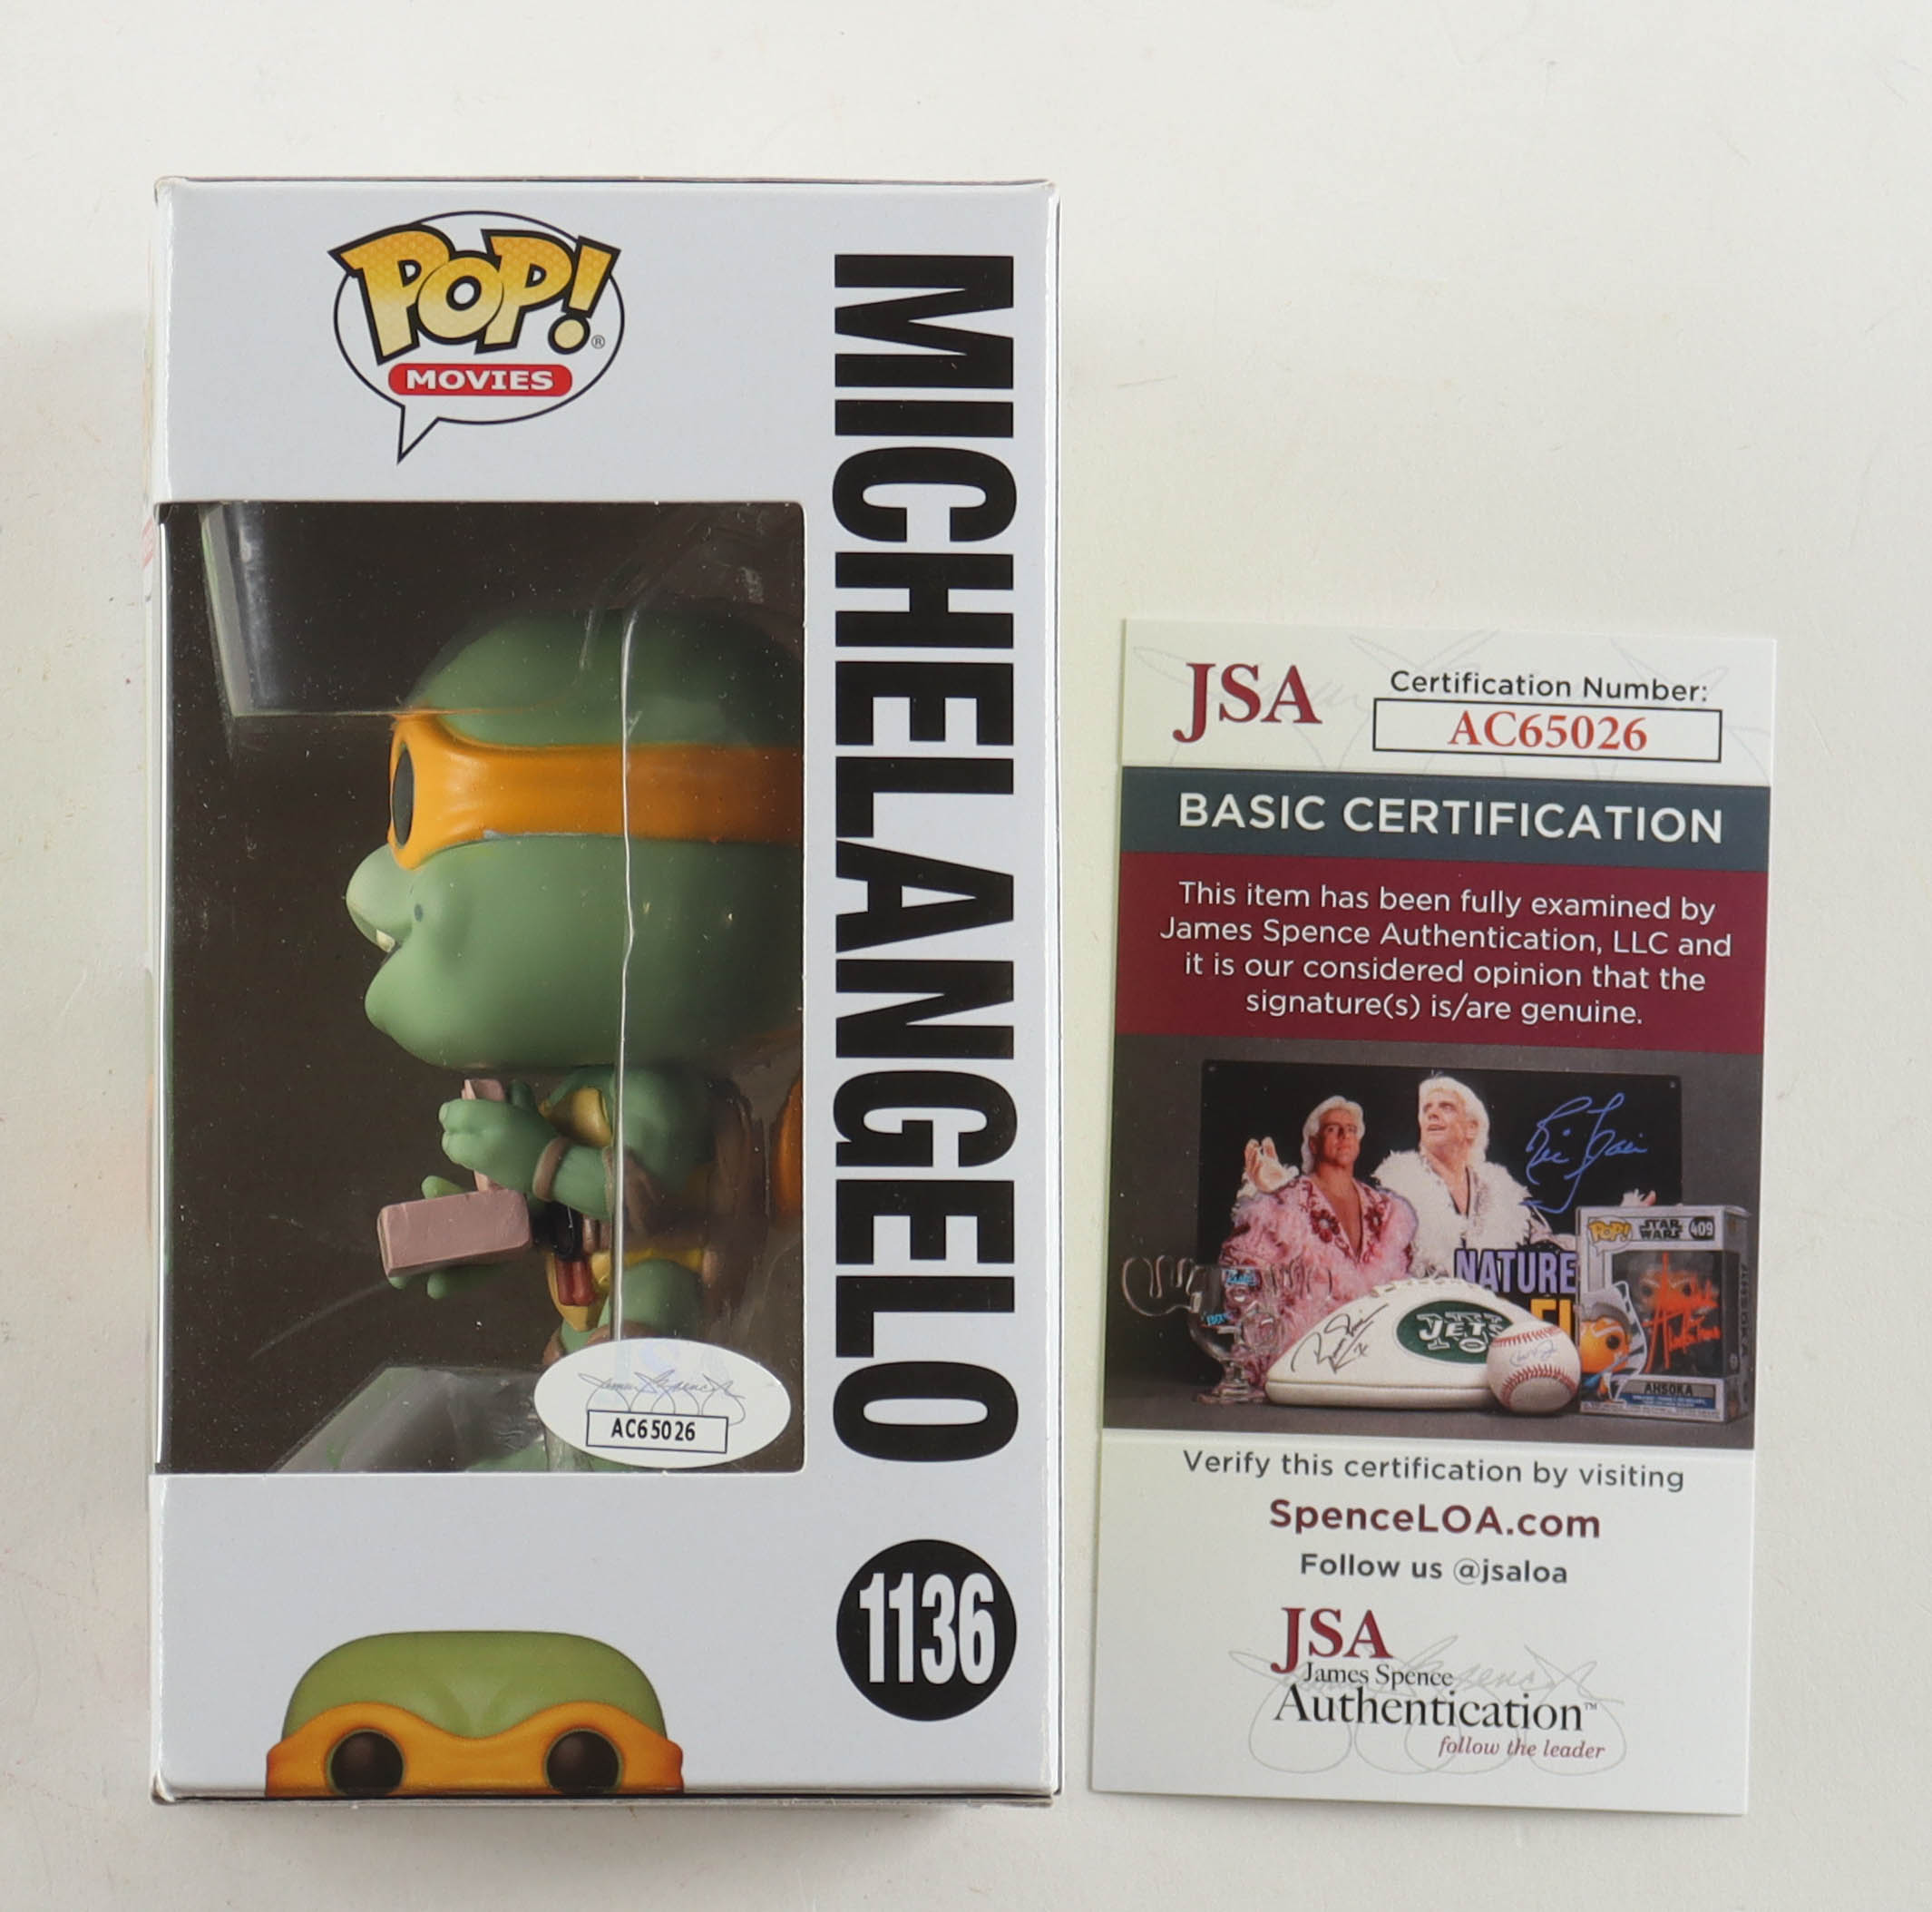 POP!®
MOVIES
MICHELANGELO
AC65026
1136
JSA
Certification Number:
AC65026
BASIC CERTIFICATION
This item has been fully examined by
James Spence Authentication, LLC and
it is our considered opinion that the
signature(s) is/are genuine.
NATURE
JETS
POP!
STAR
WARS
409
AHSOKA
Verify this certification by visiting
SpenceLOA.com
Follow us @jsaloa
JSA
James Spence
Authentication™
follow the leader